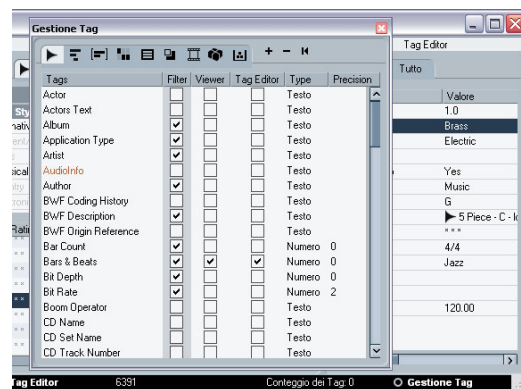 Gestione Tag
Tag Editor
Tutto
Tags Filter Viewer Tag Editor Type Precision
Valore
Actor Testo
1.0
Actors Text Testo
Brass
Album Testo
Application Type Testo
Electric
Artist Testo
AudioInfo Testo
Yes
Author Testo
Music
BWF Coding History Testo
G
BWF Description Testo
5 Piece - C -
BWF Origin Reference Testo
***
Bar Count Numero 0
4/4
Bars & Beats Numero 0
Jazz
Bit Depth Numero 0
Bit Rate Numero 2
Boom Operator Testo
120.00
CD Name Testo
CD Set Name Testo
CD Track Number Testo
Tag Editor 6391 Conteggio dei Tag: 0 Gestione Tag